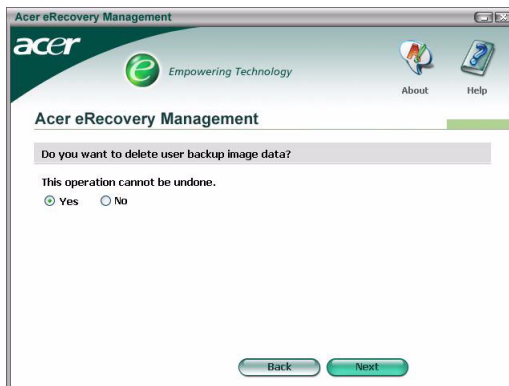 Acer eRecovery Management
acer
e
Empowering Technology
About
Help
Acer eRecovery Management
Do you want to delete user backup image data?
This operation cannot be undone.
Yes No
Back Next